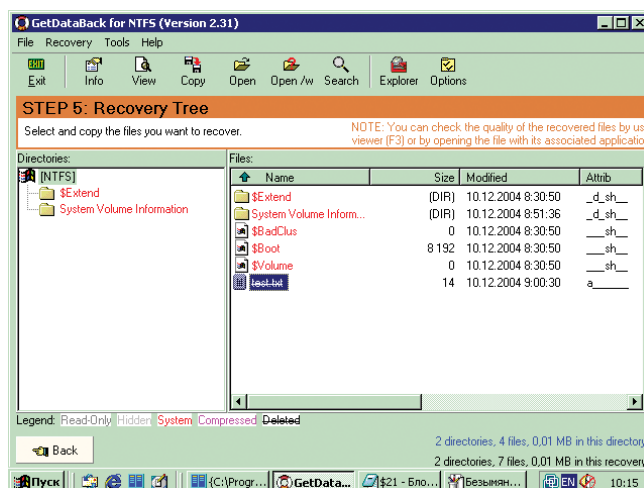 GetDataBack for NTFS (Version 2.31)
File Recovery Tools Help
Exit Info View Copy Open Open /w Search Explorer Options
STEP 5: Recovery Tree
Select and copy the files you want to recover.
NOTE: You can check the quality of the recovered files by us
viewer (F3) or by opening the file with its associated applicatio
Directories:
Files:
[NTFS]
$Extend
System Volume Information
Name Size Modified Attrib
$Extend (DIR) 10.12.2004 8:30:50 _d_sh__
System Volume Inform... (DIR) 10.12.2004 8:51:36 _d_sh__
$BadClus 0 10.12.2004 8:30:50 ___sh__
$Boot 8 192 10.12.2004 8:30:50 ___sh__
$Volume 0 10.12.2004 8:30:50 ___sh__
test.txt 14 10.12.2004 9:00:30 a______
Legend: Read-Only Hidden System Compressed Deleted
Back
2 directories, 4 files, 0,01 MB in this directory
2 directories, 7 files, 0,01 MB in this recovery
Пуск {C:\Progr... GetData... $21 - Бло... Безымян... EN 10:15